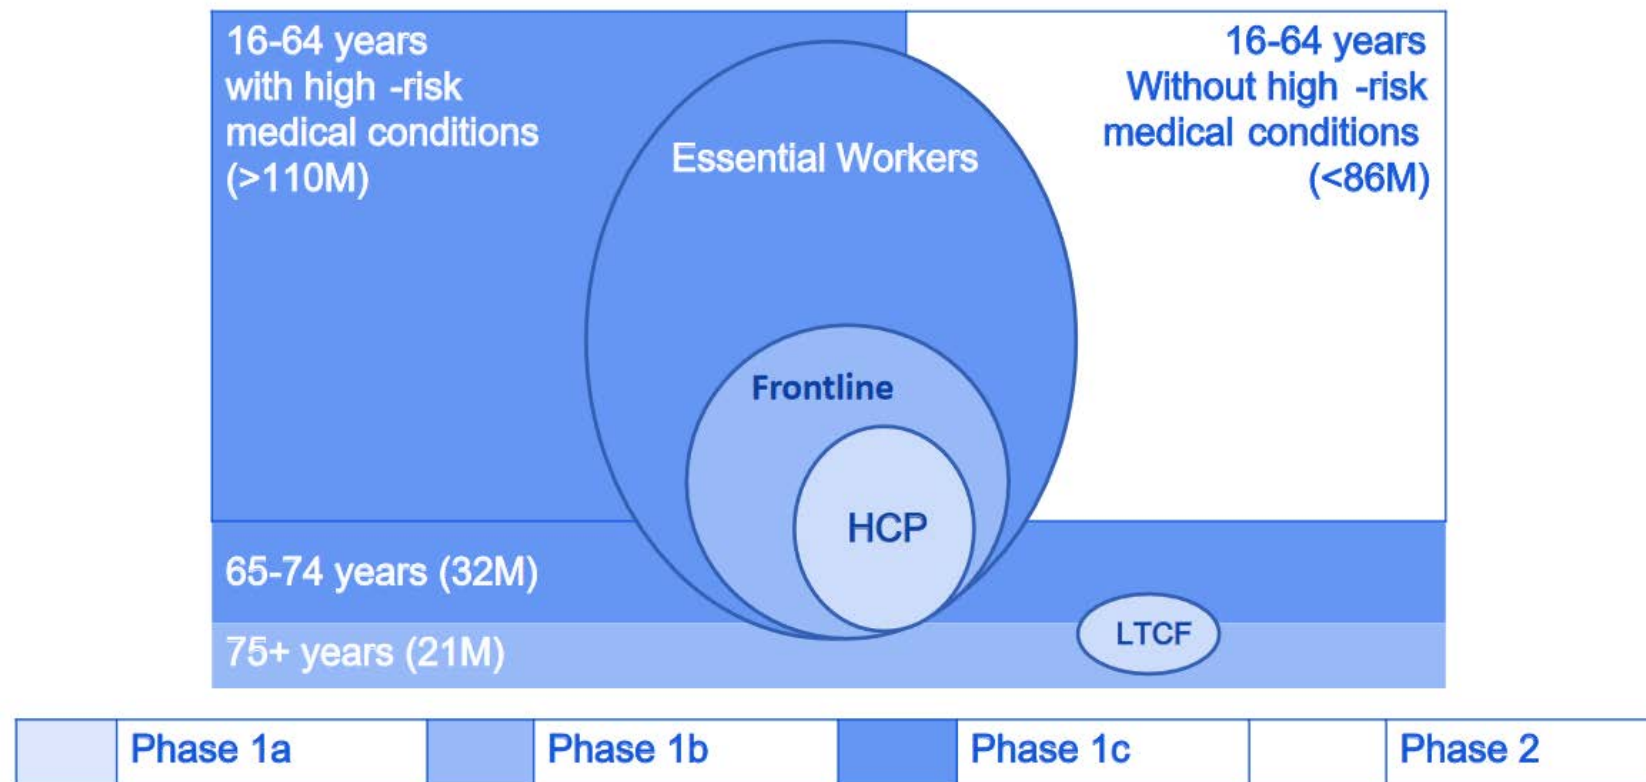 16-64 years
with high -risk
medical conditions
(>110M)
16-64 years
Without high -risk
medical conditions
(<86M)
Essential Workers
Frontline
HCP
65-74 years (32M)
LTCF
75+ years (21M)
Phase 1a
Phase 1b
Phase 1c
Phase 2